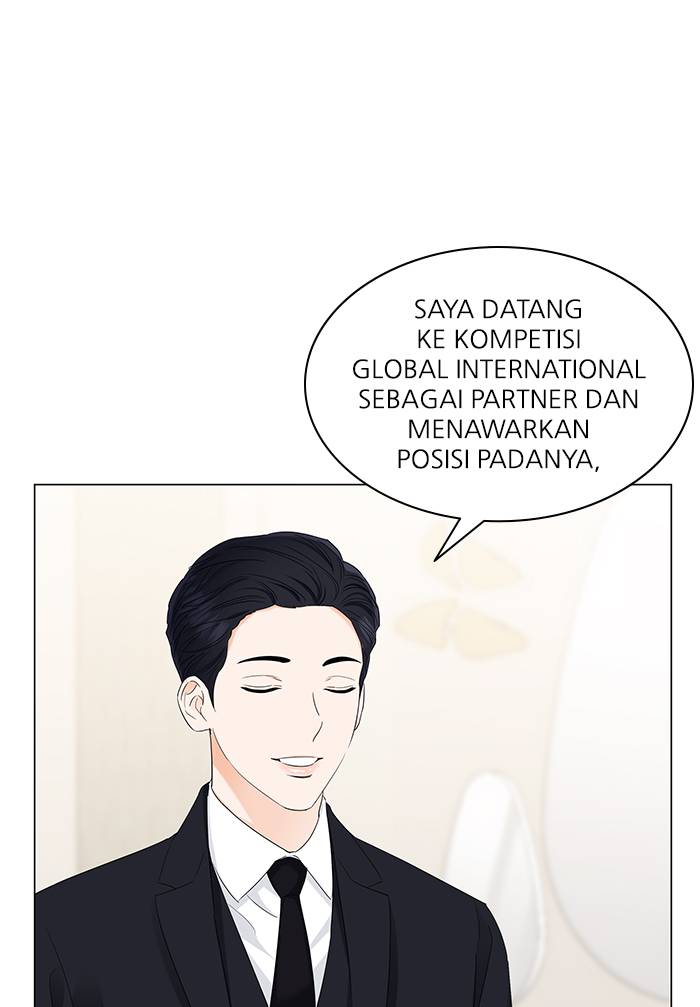 SAYA DATANG
KE KOMPETISI
GLOBAL INTERNATIONAL
SEBAGAI PARTNER DAN
MENAWARKAN
POSISI PADANYA,